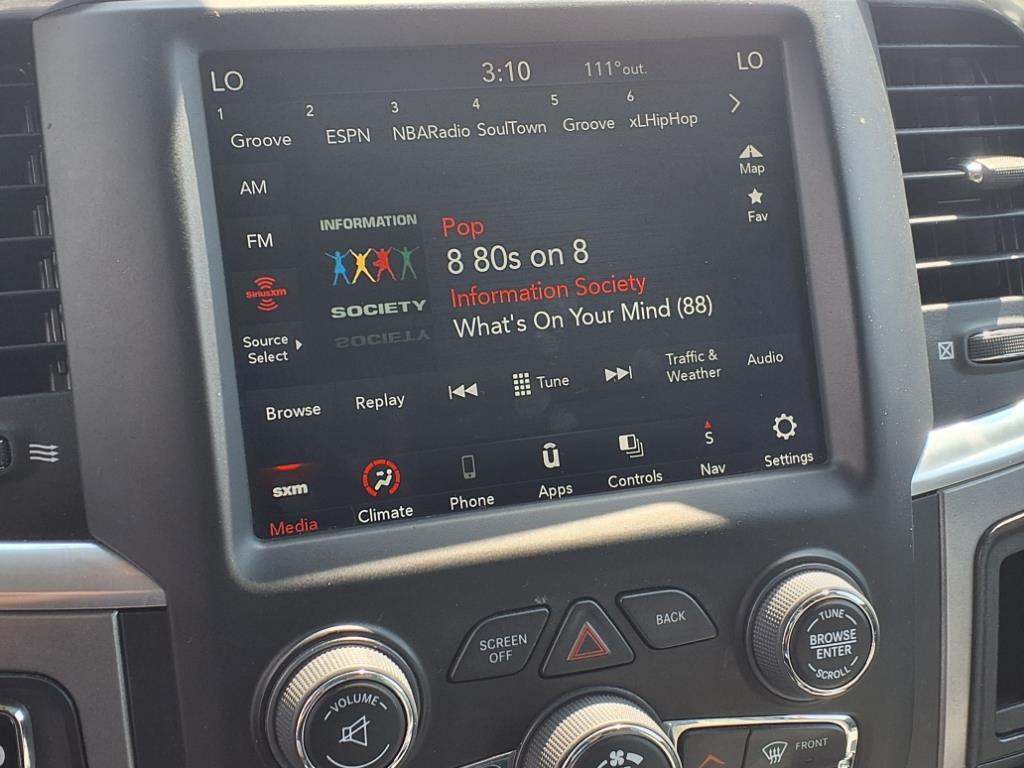 LO 3:10 111°out. LO
1 2 3 4 5 6
Groove ESPN NBARadio SoulTown Groove xLHipHop
AM
Map
FM
Fav
INFORMATION
SOCIETY
Pop
8 80s on 8
Information Society
What's On Your Mind (88)
SiriusXM
Source
Select
Browse Replay Tune Traffic &
Weather Audio
sxm
Media Climate Phone Apps Controls Nav Settings
S
SCREEN
OFF
BACK
VOLUME
TUNE
BROWSE
ENTER
SCROLL
FRONT